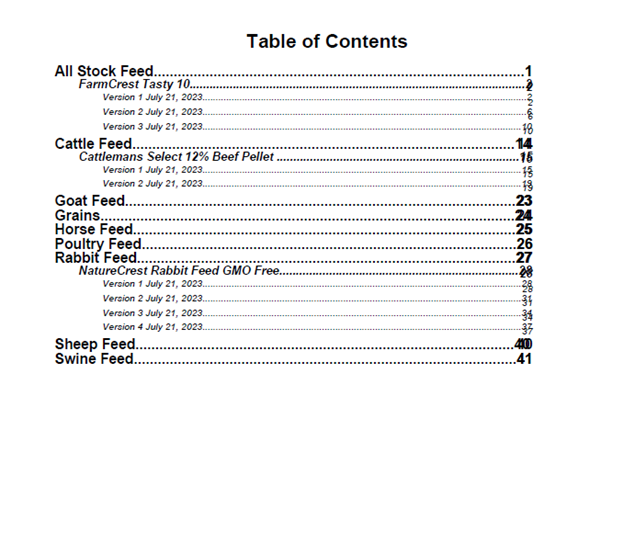 Table of Contents
All Stock Feed........................................................................................1
FarmCrest Tasty 10........................................................................................2
Version 1 July 21, 2023........................................................................................2
Version 2 July 21, 2023........................................................................................6
Version 3 July 21, 2023........................................................................................10
Cattle Feed........................................................................................14
Cattlemans Select 12% Beef Pellet ........................................................................................15
Version 1 July 21, 2023........................................................................................15
Version 2 July 21, 2023........................................................................................19
Goat Feed........................................................................................23
Grains........................................................................................24
Horse Feed........................................................................................25
Poultry Feed........................................................................................26
Rabbit Feed........................................................................................27
NatureCrest Rabbit Feed GMO Free........................................................................................28
Version 1 July 21, 2023........................................................................................28
Version 2 July 21, 2023........................................................................................31
Version 3 July 21, 2023........................................................................................34
Version 4 July 21, 2023........................................................................................37
Sheep Feed........................................................................................40
Swine Feed........................................................................................41